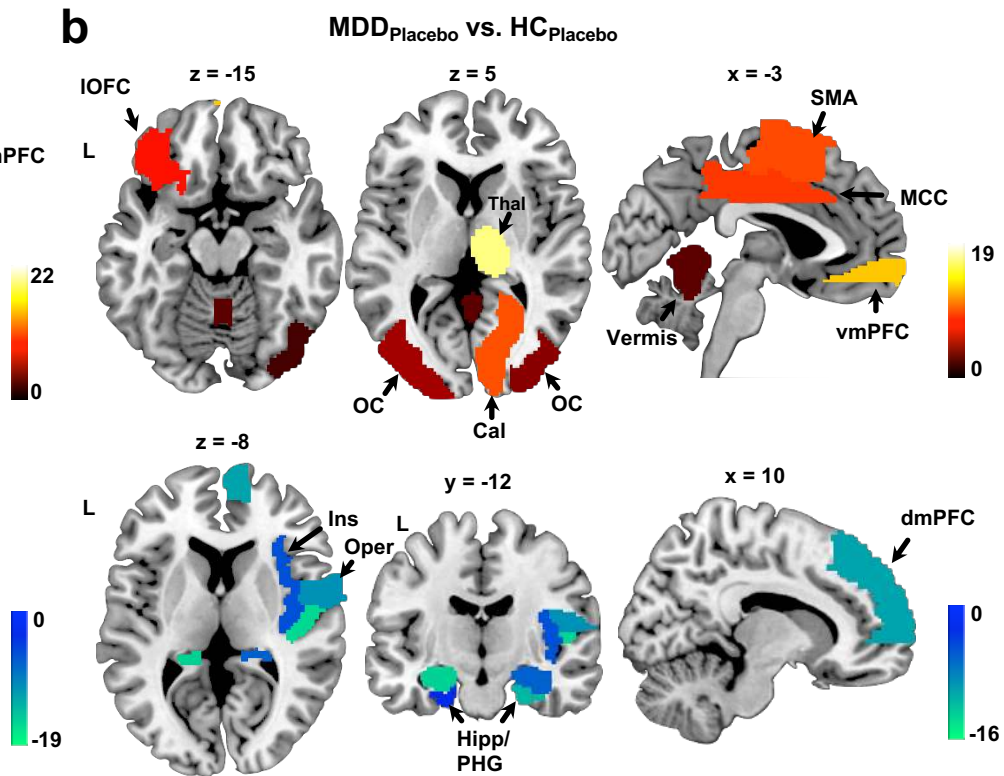 b
MDDPlacebo vs. HCPlacebo
z = -15
z = 5
x = -3
lOFC
SMA
L
mPFC
Thal
MCC
22
0
19
0
Vermis
vmPFC
OC
Cal
OC
z = -8
y = -12
x = 10
L
Ins
Oper
L
dmPFC
0
-19
0
-16
Hipp/
PHG